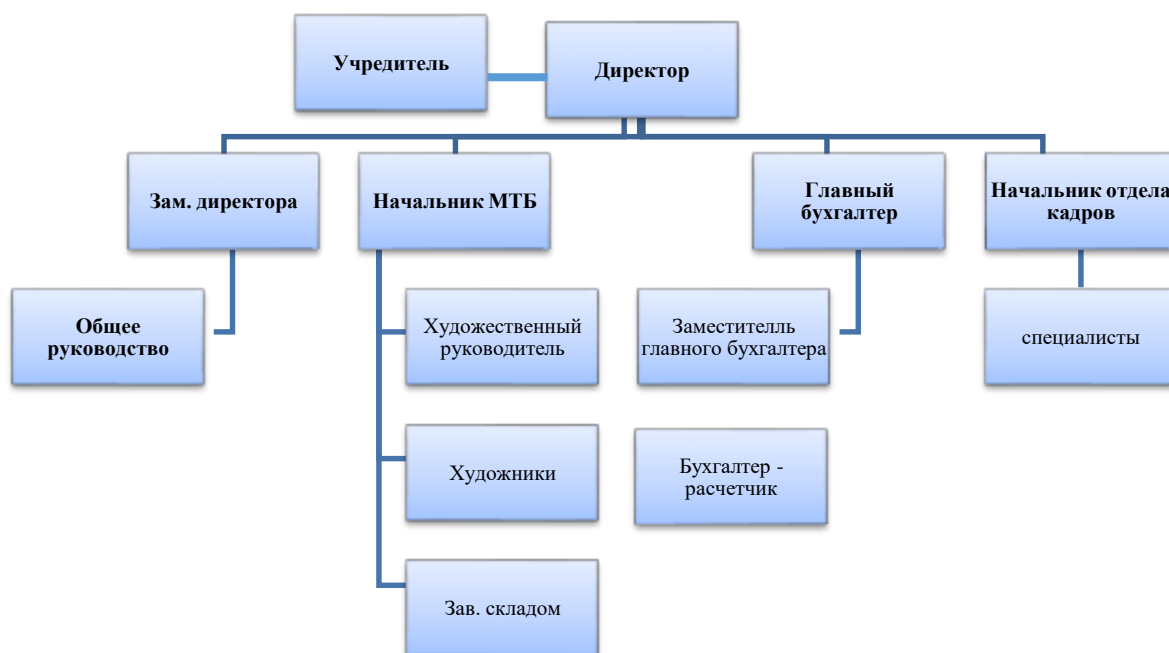 Учредитель
Директор
Зам. директора
Начальник МТБ
Главный
бухгалтер
Начальник отдела
кадров
Общее
руководство
Художественный
руководитель
Заместителль
главного бухгалтера
специалисты
Художники
Бухгалтер -
расчетчик
Зав. складом